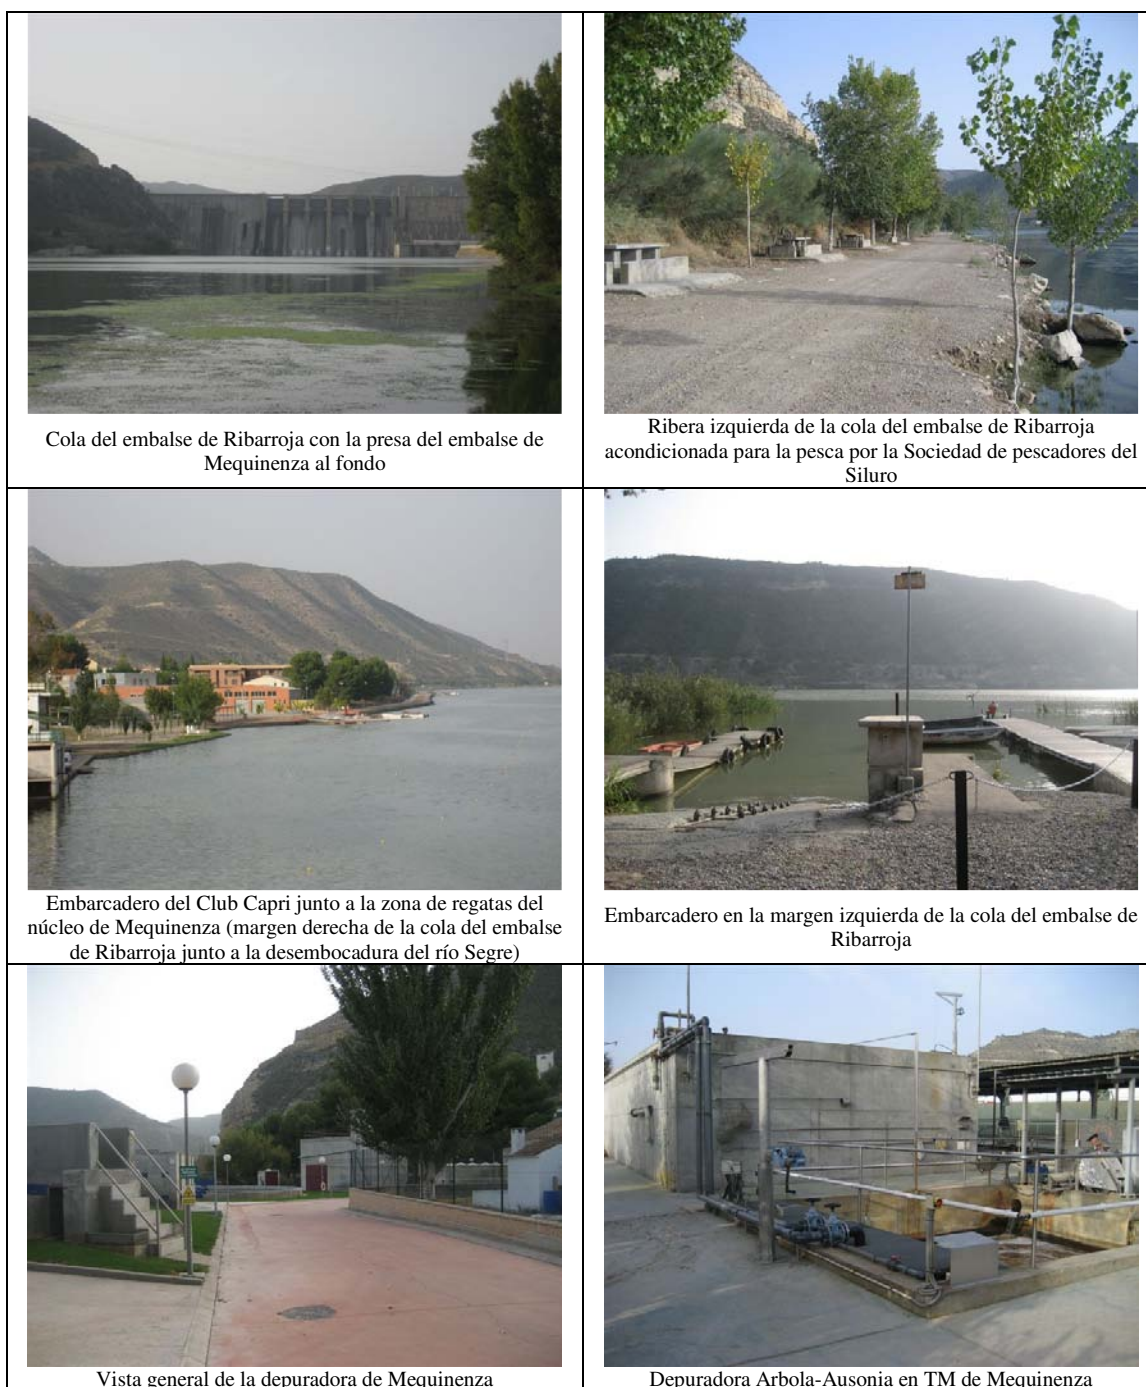 Cola del embalse de Ribarroja con la presa del embalse de
Mequinenza al fondo
Ribera izquierda de la cola del embalse de Ribarroja
acondicionada para la pesca por la Sociedad de pescadores del
Siluro
Embarcadero del Club Capri junto a la zona de regatas del
núcleo de Mequinenza (margen derecha de la cola del embalse
de Ribarroja junto a la desembocadura del río Segre)
Embarcadero en la margen izquierda de la cola del embalse de
Ribarroja
Vista general de la depuradora de Mequinenza
Depuradora Arbola-Ausonia en TM de Mequinenza